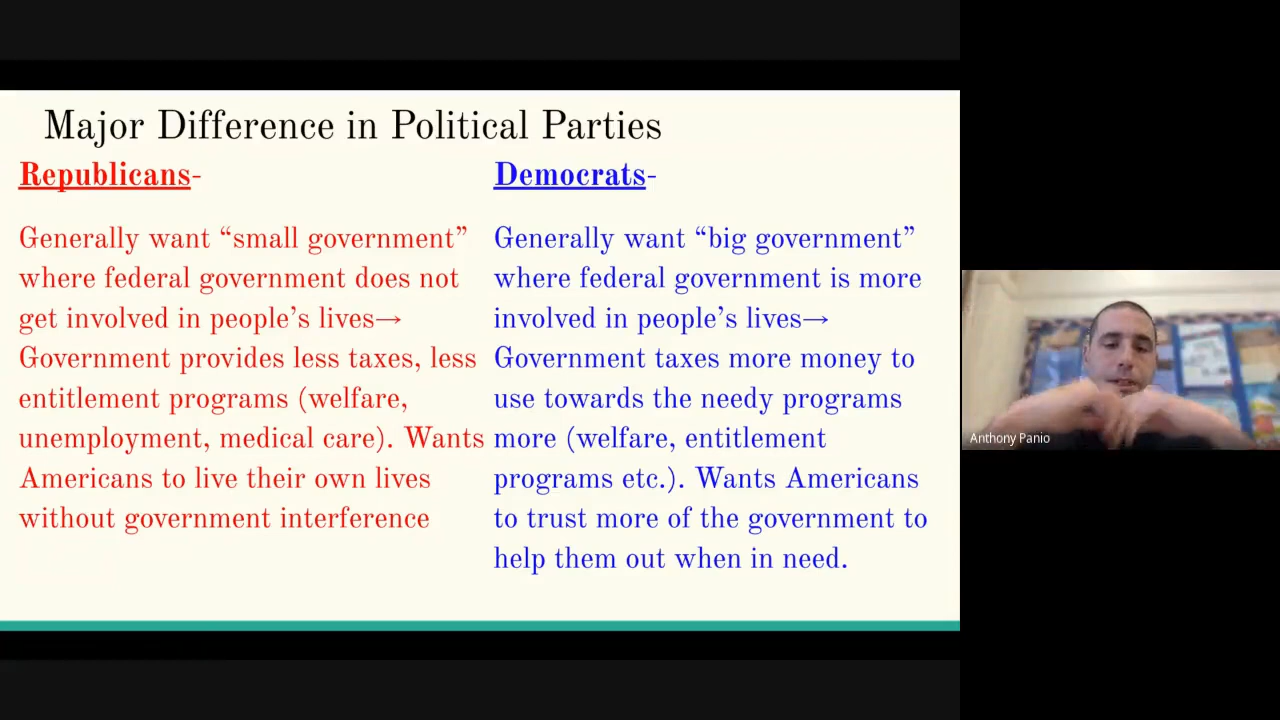 Major Difference in Political Parties
Republicans-
Generally want “small government”
where federal government does not
get involved in people’s lives→
Government provides less taxes, less
entitlement programs (welfare,
unemployment, medical care). Wants
Americans to live their own lives
without government interference
Democrats-
Generally want “big government”
where federal government is more
involved in people’s lives→
Government taxes more money to
use towards the needy programs
more (welfare, entitlement
programs etc.). Wants Americans
to trust more of the government to
help them out when in need.
Anthony Panio